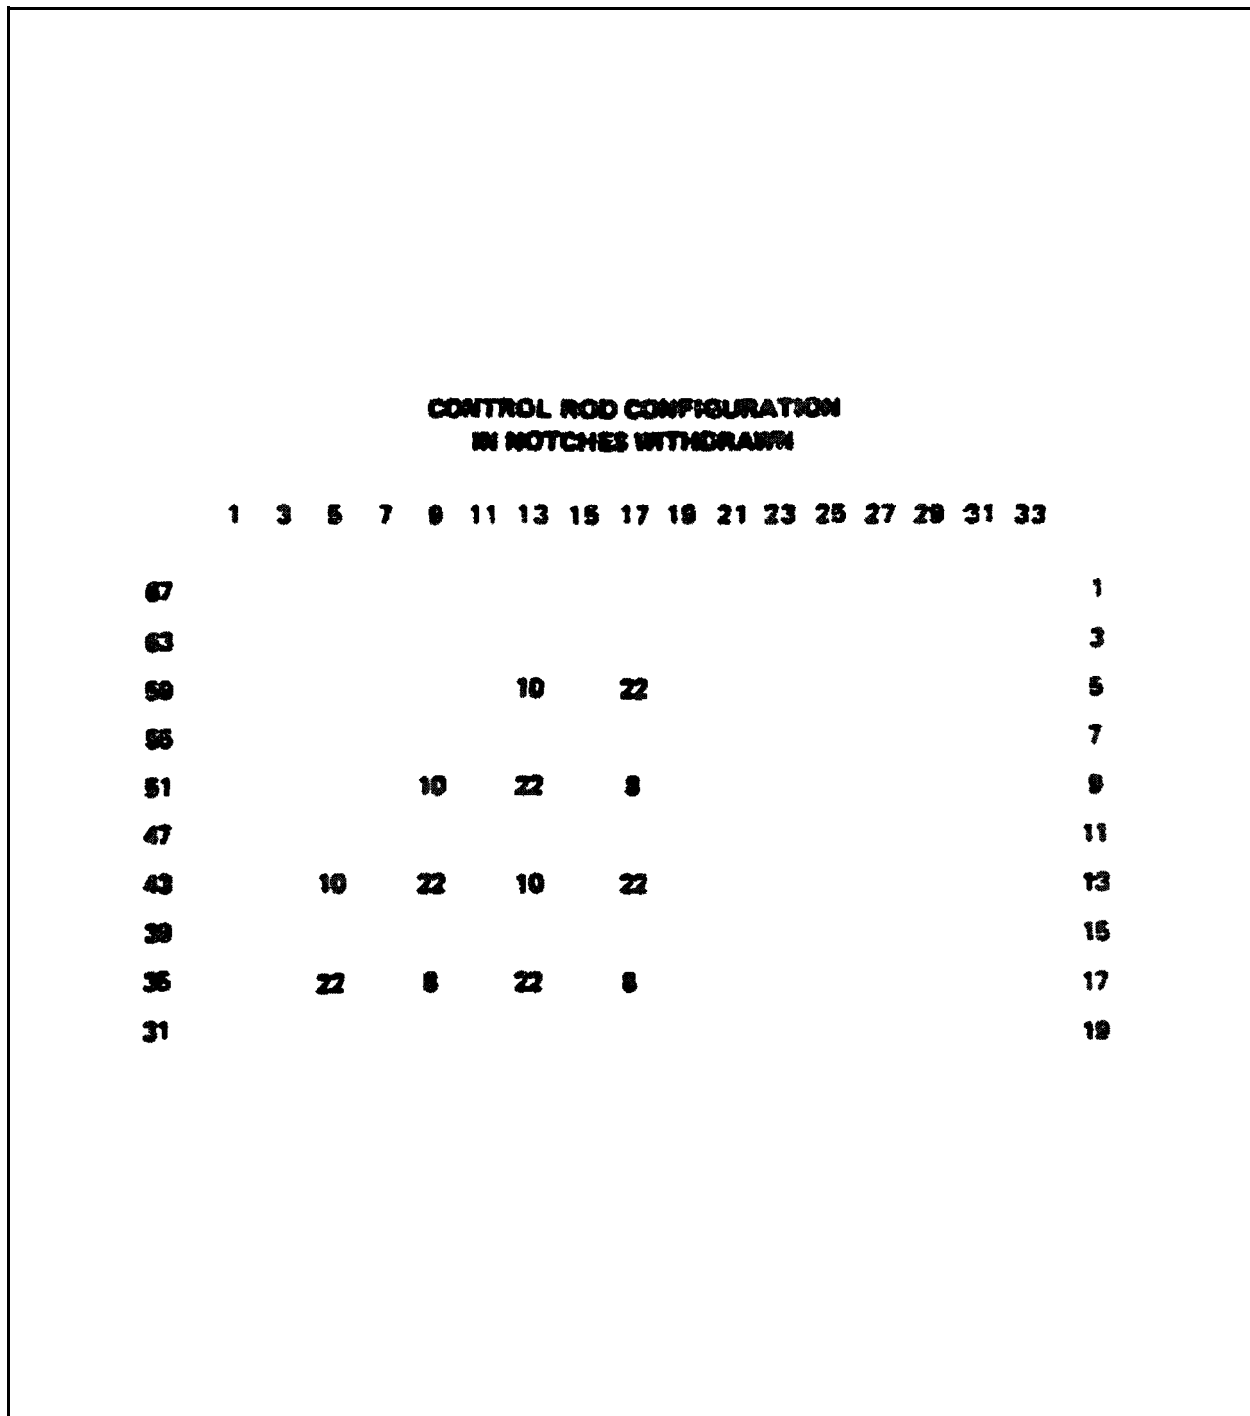 CONTROL ROD CONFIGURATION
IN NOTCHES WITHDRAWN
1 3 5 7 9 11 13 15 17 19 21 23 25 27 29 31 33
67 1
63 3
59 10 22 5
55 7
51 10 22 8 9
47 11
43 10 22 10 22 13
39 15
35 22 8 22 8 17
31 19